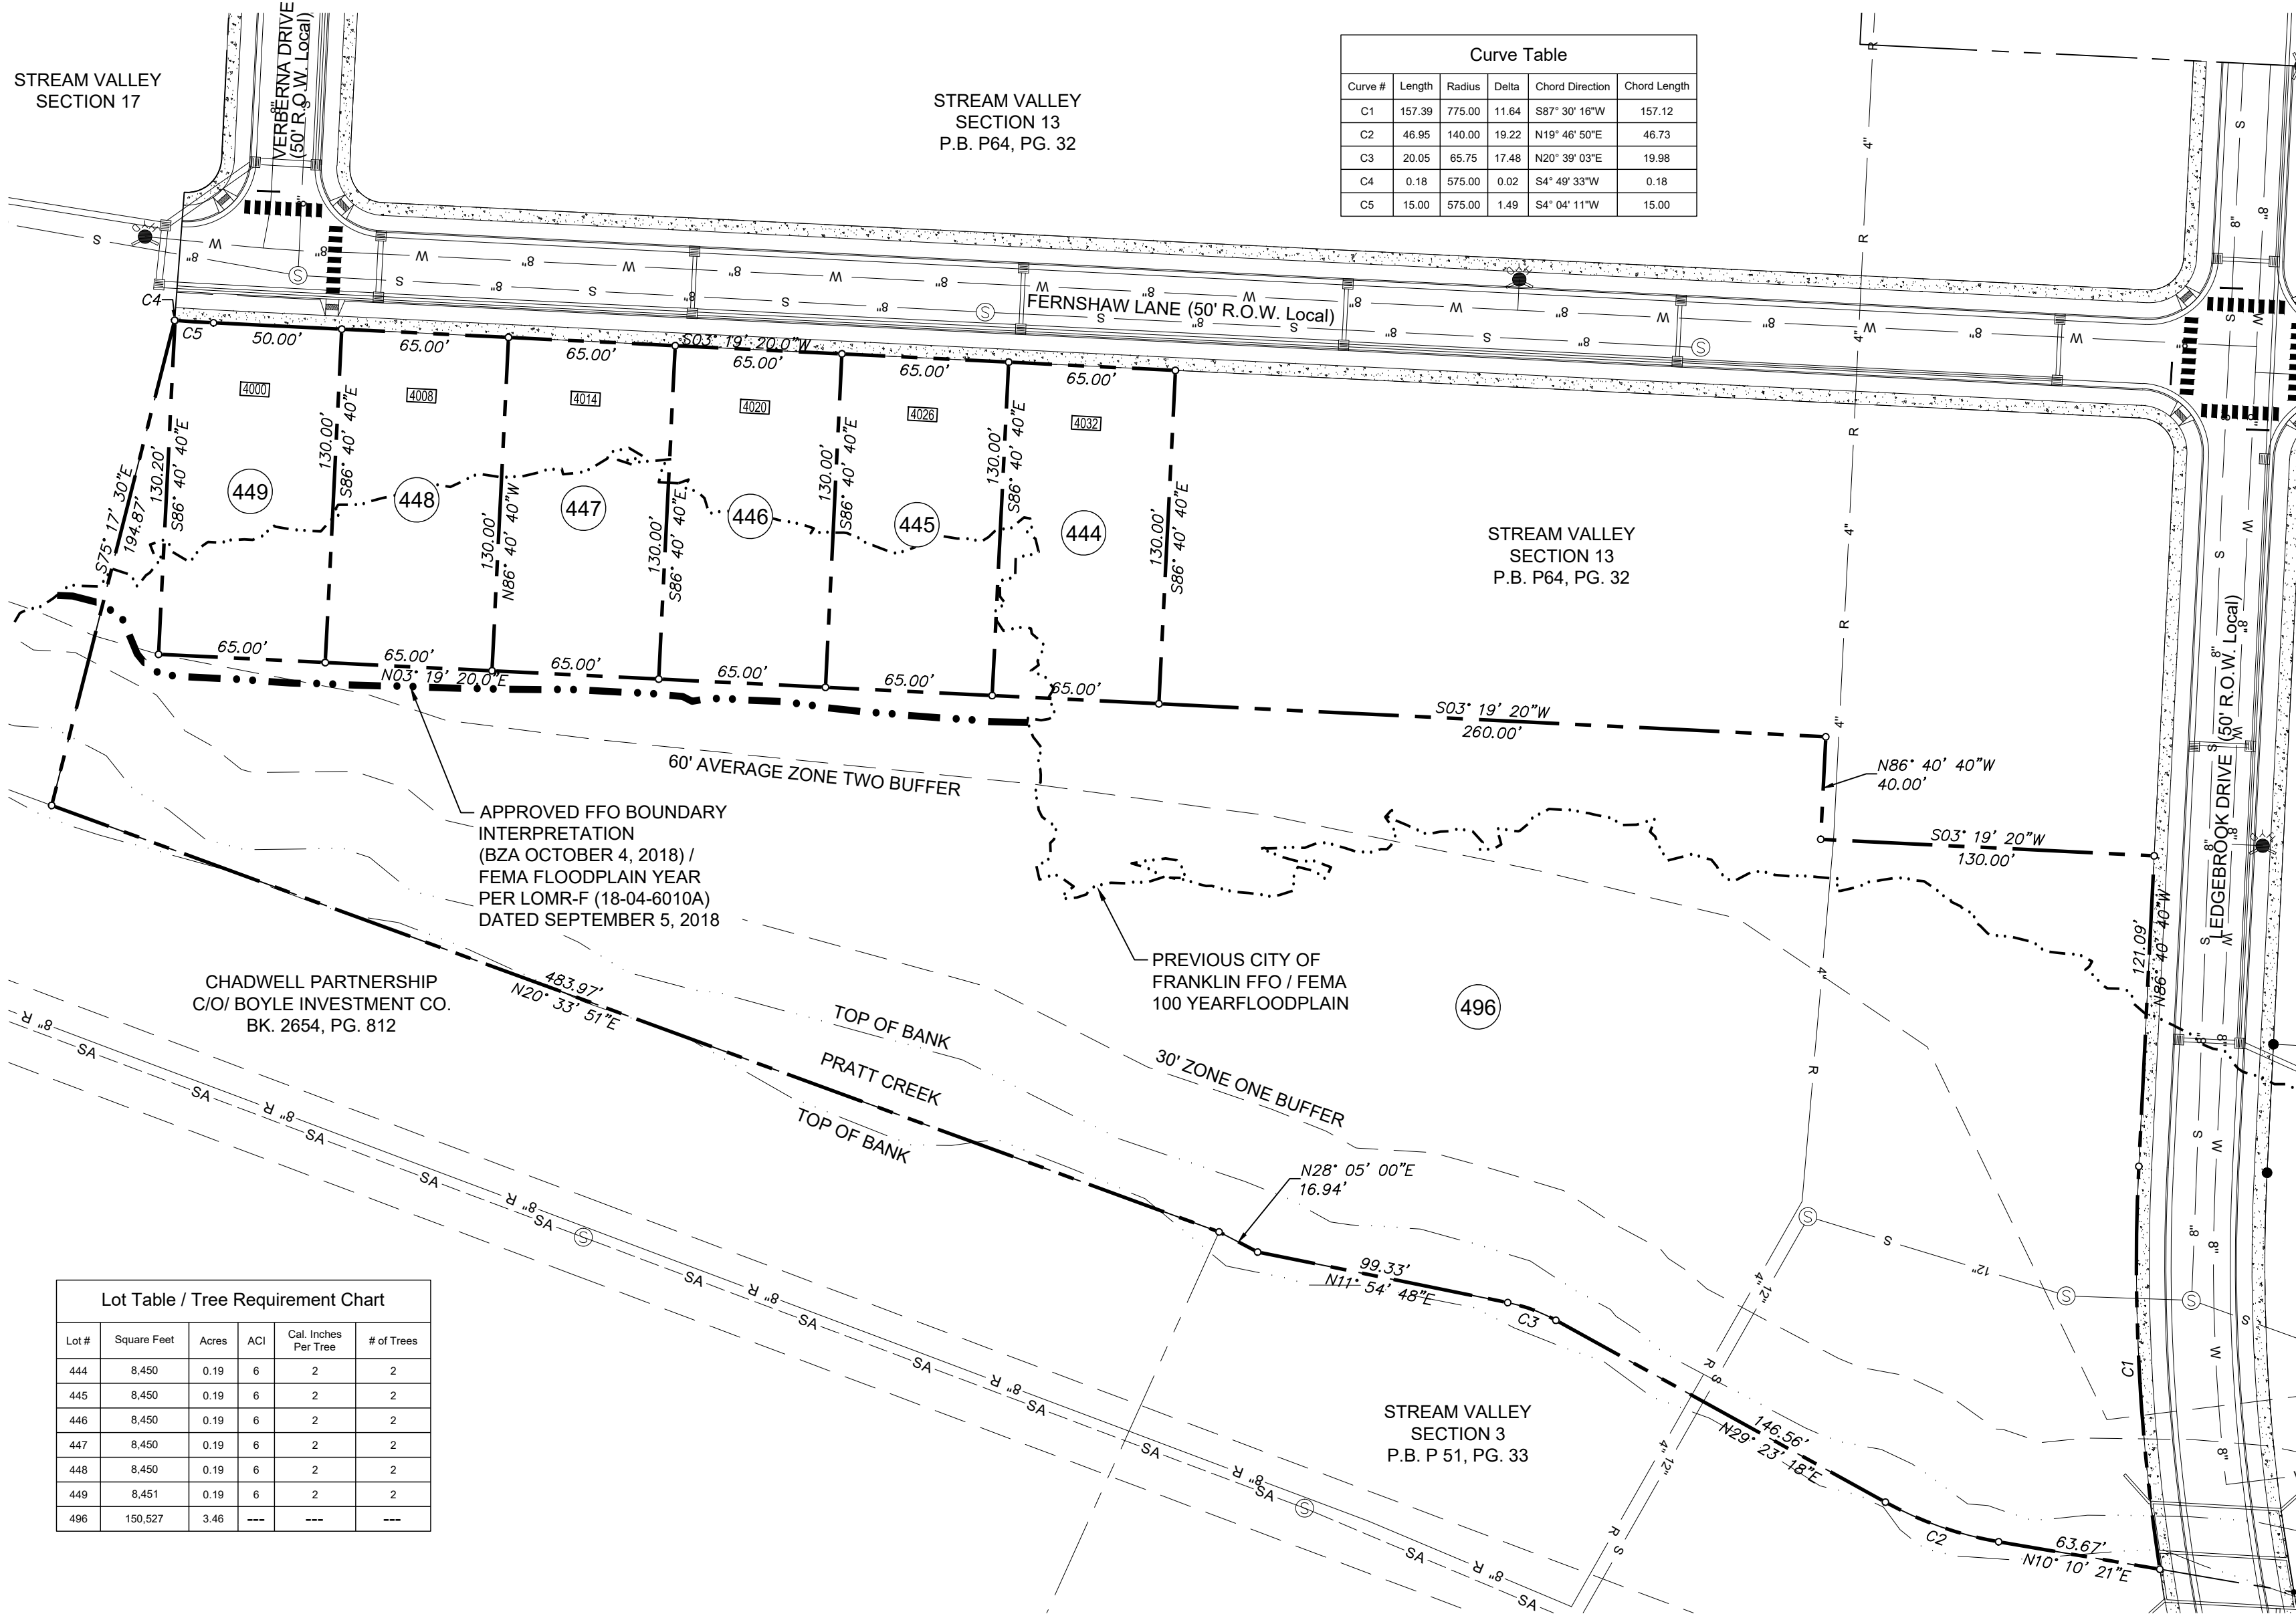 STREAM VALLEY
SECTION 17
VERBERNA DRIVE
(50' R.O.W. Local)
STREAM VALLEY
SECTION 13
P.B. P64, PG. 32
Curve Table
Curve # Length Radius Delta Chord Direction Chord Length
C1 157.39 775.00 11.64 S87° 30' 16"W 157.12
C2 46.95 140.00 19.22 N19° 46' 50"E 46.73
C3 20.05 65.75 17.48 N20° 39' 03"E 19.98
C4 0.18 575.00 0.02 S4° 49' 33"W 0.18
C5 15.00 575.00 1.49 S4° 04' 11"W 15.00
FERNSHAW LANE (50' R.O.W. Local)
C4
C5
50.00'
65.00'
65.00'
S03° 19' 20.0"W
65.00'
65.00'
65.00'
4000
4008
4014
4020
4026
4032
S75° 17' 30"E
194.87'
130.20'
S86° 40' 40"E
130.00'
S86° 40' 40"E
130.00'
N86° 40' 40"W
130.00'
S86° 40' 40"E
130.00'
S86° 40' 40"E
130.00'
S86° 40' 40"E
130.00'
S86° 40' 40"E
449
448
447
446
445
444
STREAM VALLEY
SECTION 13
P.B. P64, PG. 32
65.00'
65.00'
N03° 19' 20.0"E
65.00'
65.00'
65.00'
65.00'
S03° 19' 20"W
260.00'
N86° 40' 40"W
40.00'
S03° 19' 20"W
130.00'
LEDGEBROOK DRIVE (50' R.O.W. Local)
121.09'
N86° 40' 40"W
60' AVERAGE ZONE TWO BUFFER
APPROVED FFO BOUNDARY
INTERPRETATION
(BZA OCTOBER 4, 2018) /
FEMA FLOODPLAIN YEAR
PER LOMR-F (18-04-6010A)
DATED SEPTEMBER 5, 2018
PREVIOUS CITY OF
FRANKLIN FFO / FEMA
100 YEARFLOODPLAIN
496
CHADWELL PARTNERSHIP
C/O/ BOYLE INVESTMENT CO.
BK. 2654, PG. 812
483.97'
N20° 33' 51"E
TOP OF BANK
PRATT CREEK
TOP OF BANK
30' ZONE ONE BUFFER
N28° 05' 00"E
16.94'
99.33'
N11° 54' 48"E
C3
STREAM VALLEY
SECTION 3
P.B. P 51, PG. 33
146.56'
N29° 23' 18"E
C2
63.67'
N10° 10' 21"E
C1
Lot Table / Tree Requirement Chart
Lot # Square Feet Acres ACI Cal. Inches Per Tree # of Trees
444 8,450 0.19 6 2 2
445 8,450 0.19 6 2 2
446 8,450 0.19 6 2 2
447 8,450 0.19 6 2 2
448 8,450 0.19 6 2 2
449 8,451 0.19 6 2 2
496 150,527 3.46 --- --- ---